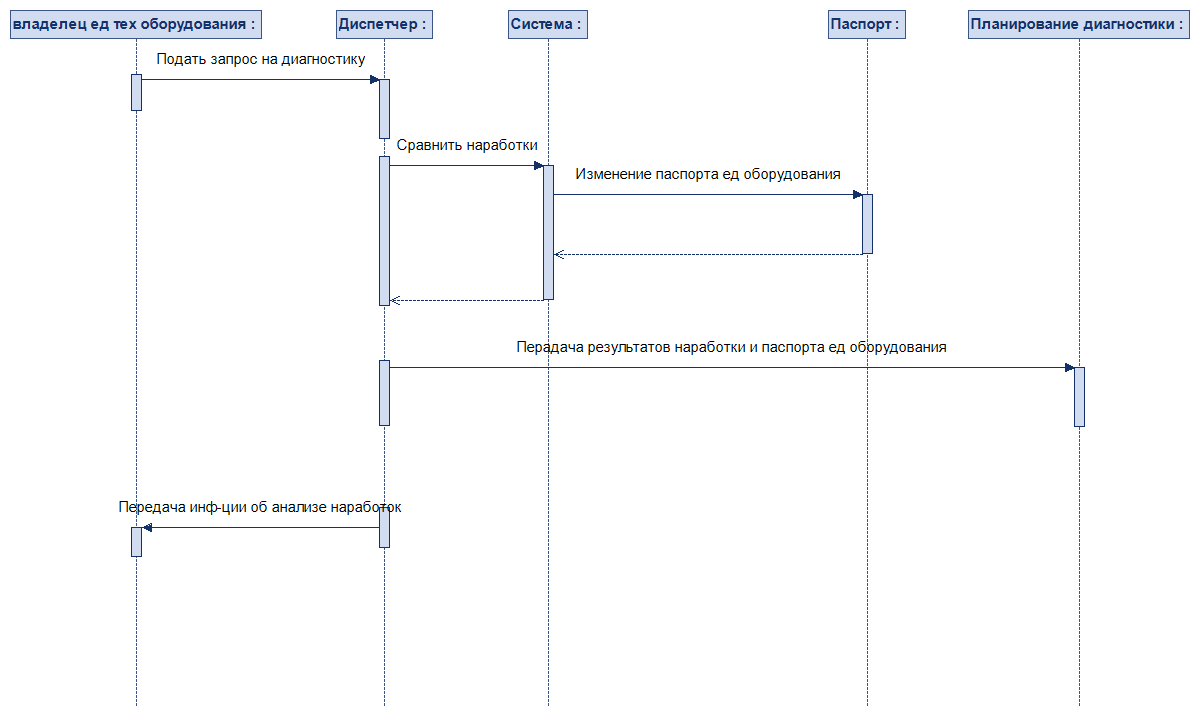 владелец ед тех оборудования :
Диспетчер :
Система :
Паспорт :
Планирование диагностики :
Подать запрос на диагностику
Сравнить наработки
Изменение паспорта ед оборудования
Перадача результатов наработки и паспорта ед оборудования
Передача инф-ции об анализе наработок